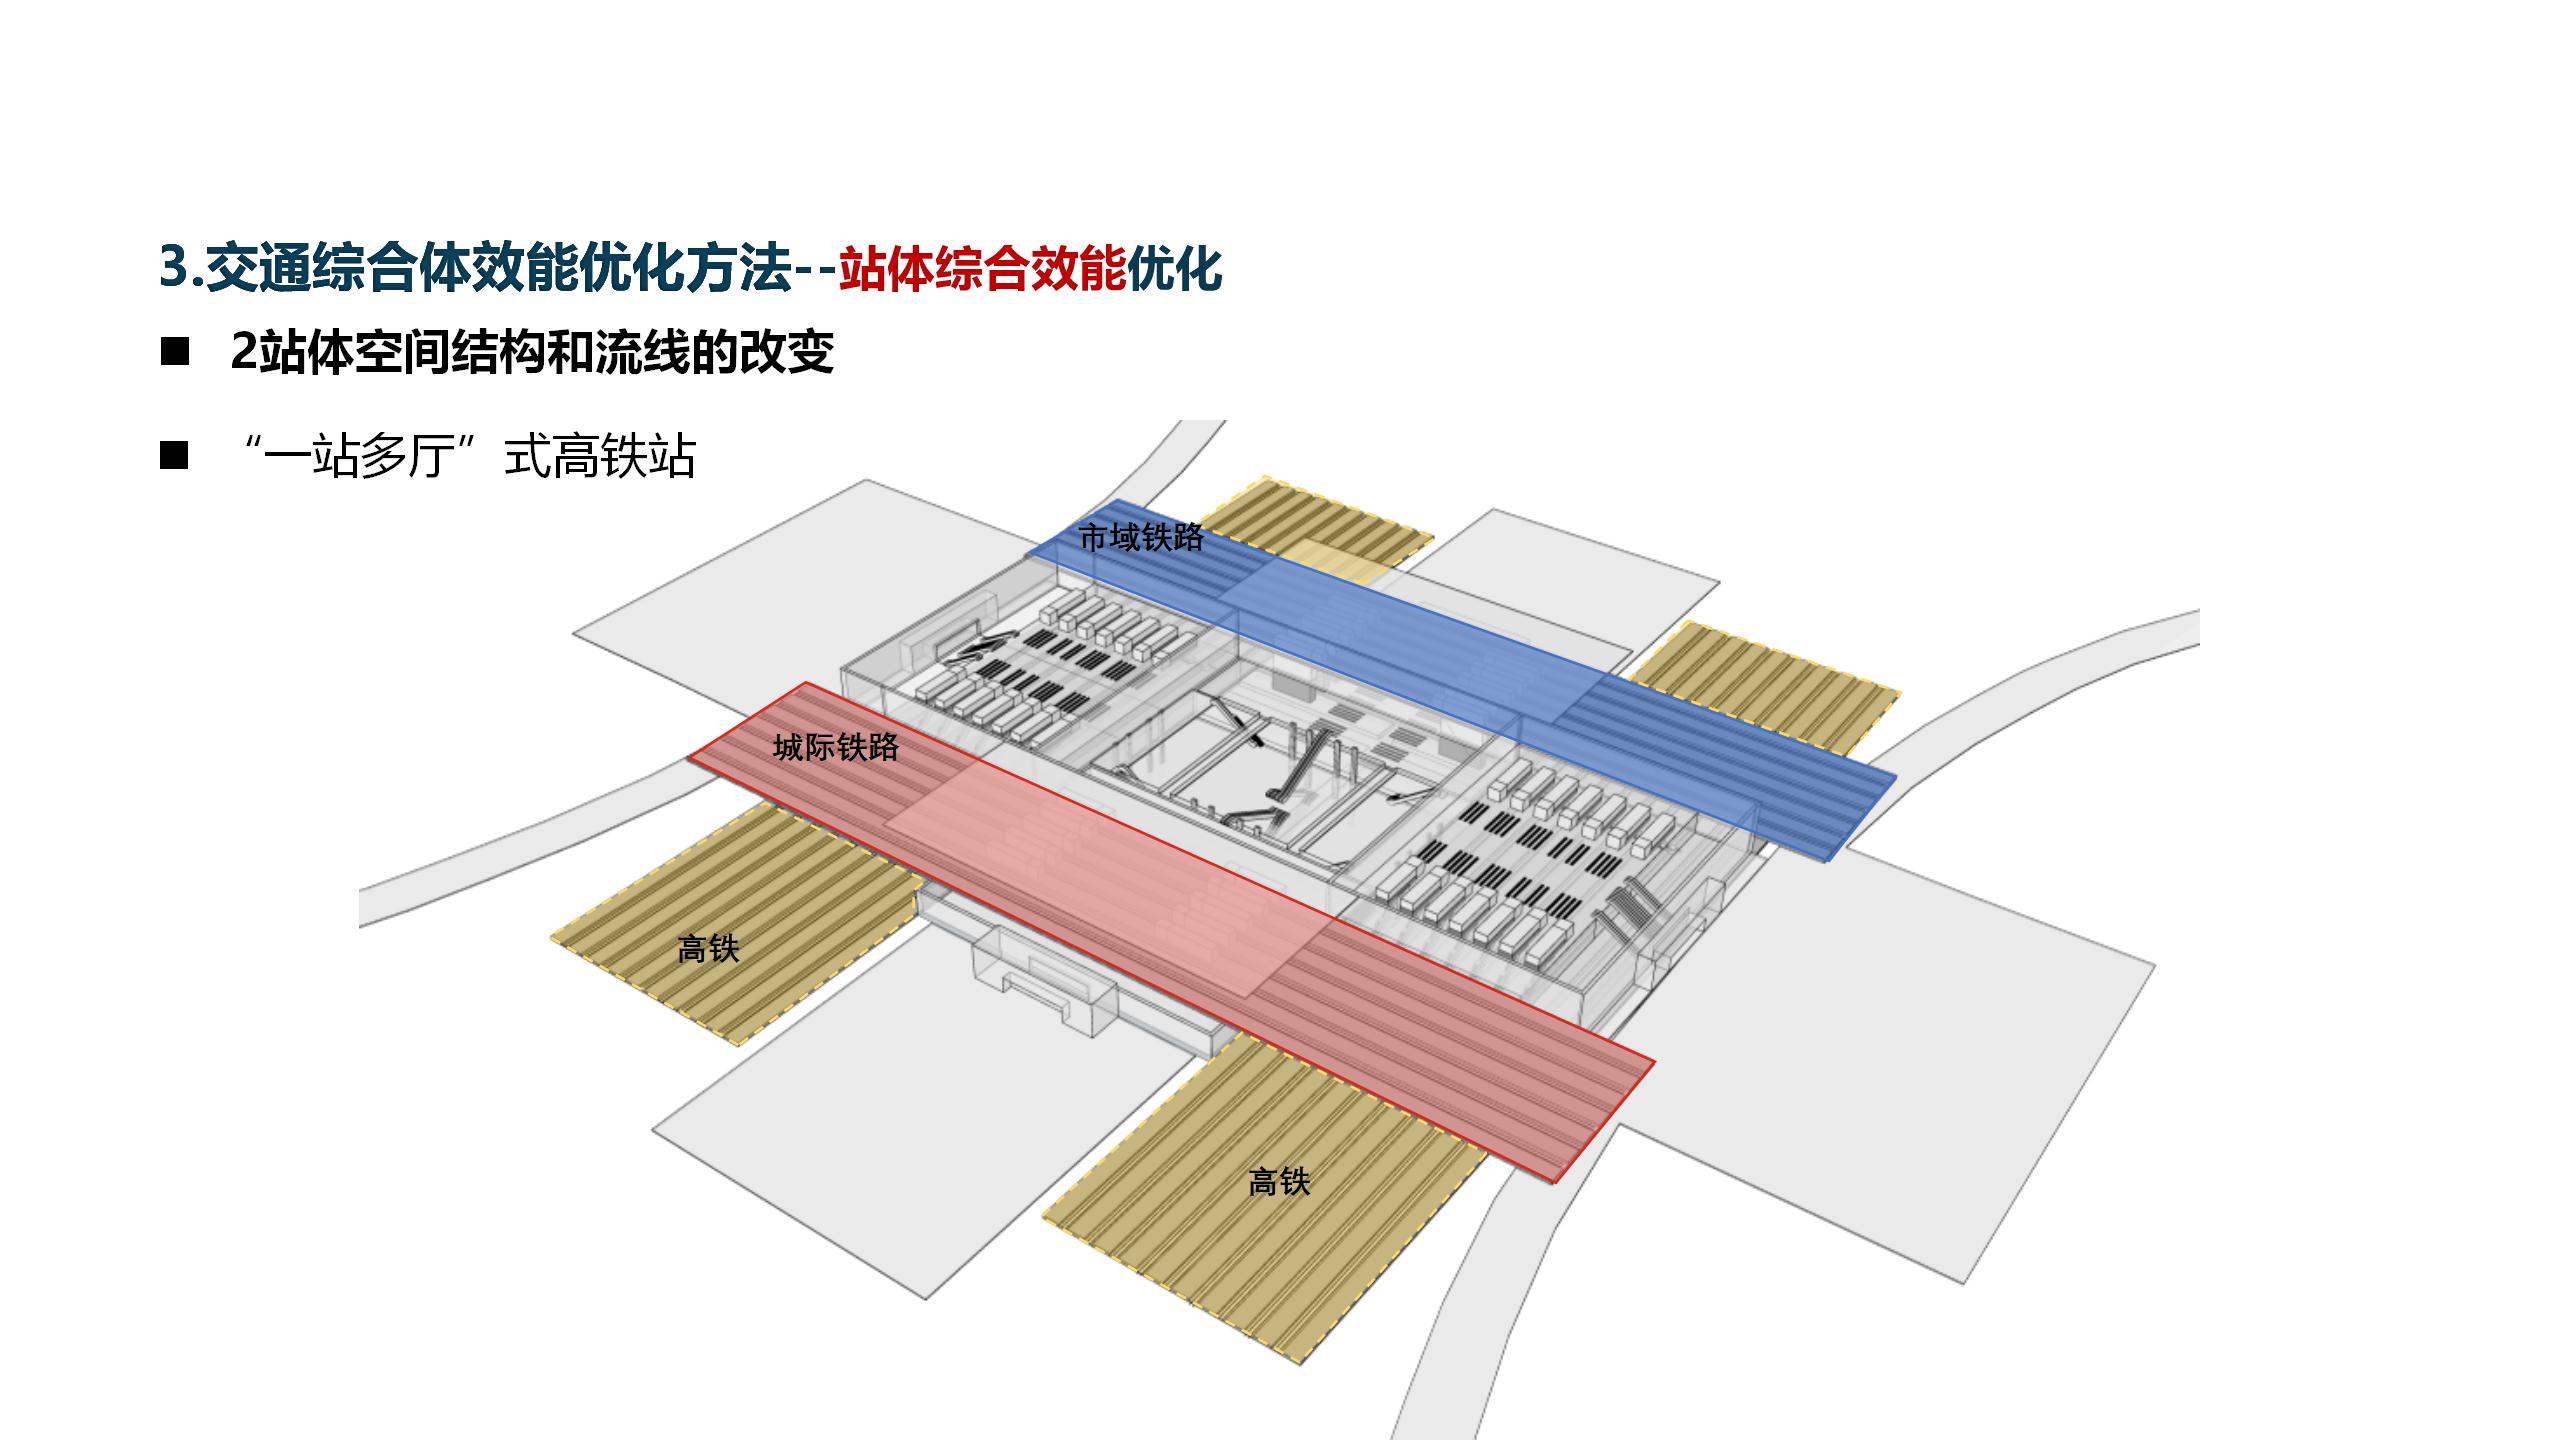 3.交通综合体效能优化方法--站体综合效能优化
■ 2站体空间结构和流线的改变
■ “一站多厅”式高铁站
市域铁路
城际铁路
高铁
高铁